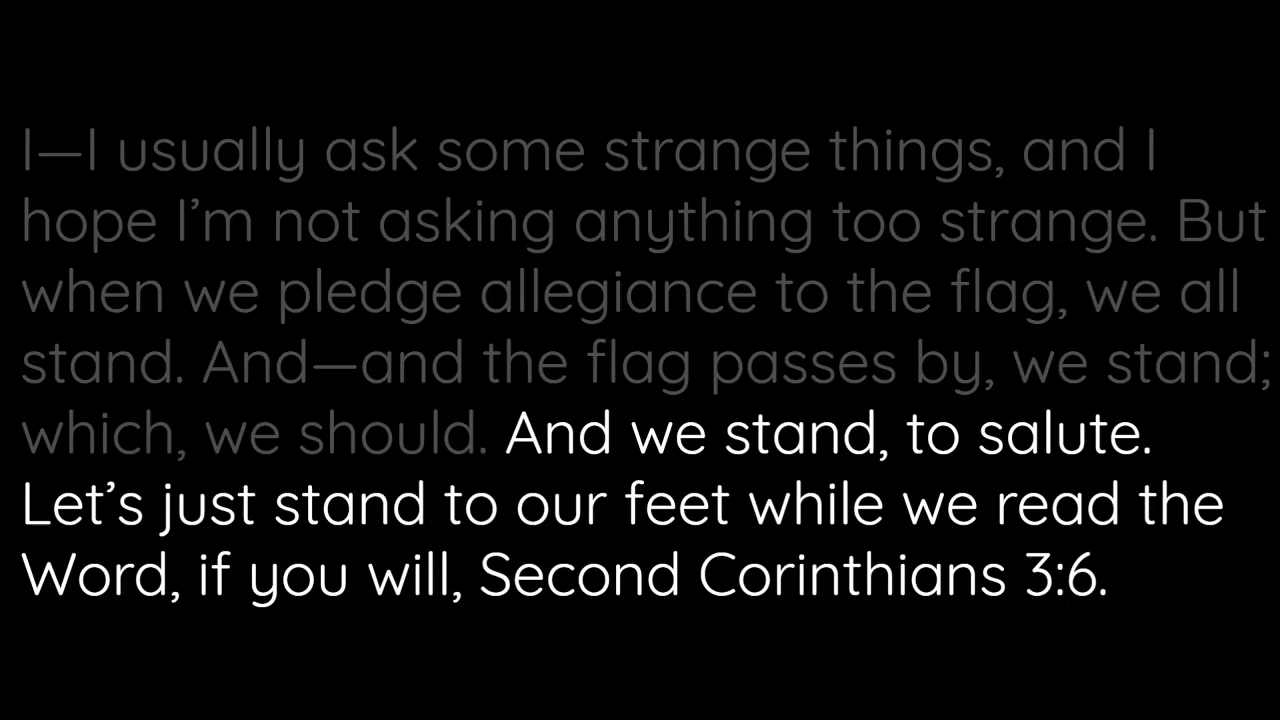 I—I usually ask some strange things, and I
hope I’m not asking anything too strange. But
when we pledge allegiance to the flag, we all
stand. And—and the flag passes by, we stand;
which, we should. And we stand, to salute.
Let’s just stand to our feet while we read the
Word, if you will, Second Corinthians 3:6.